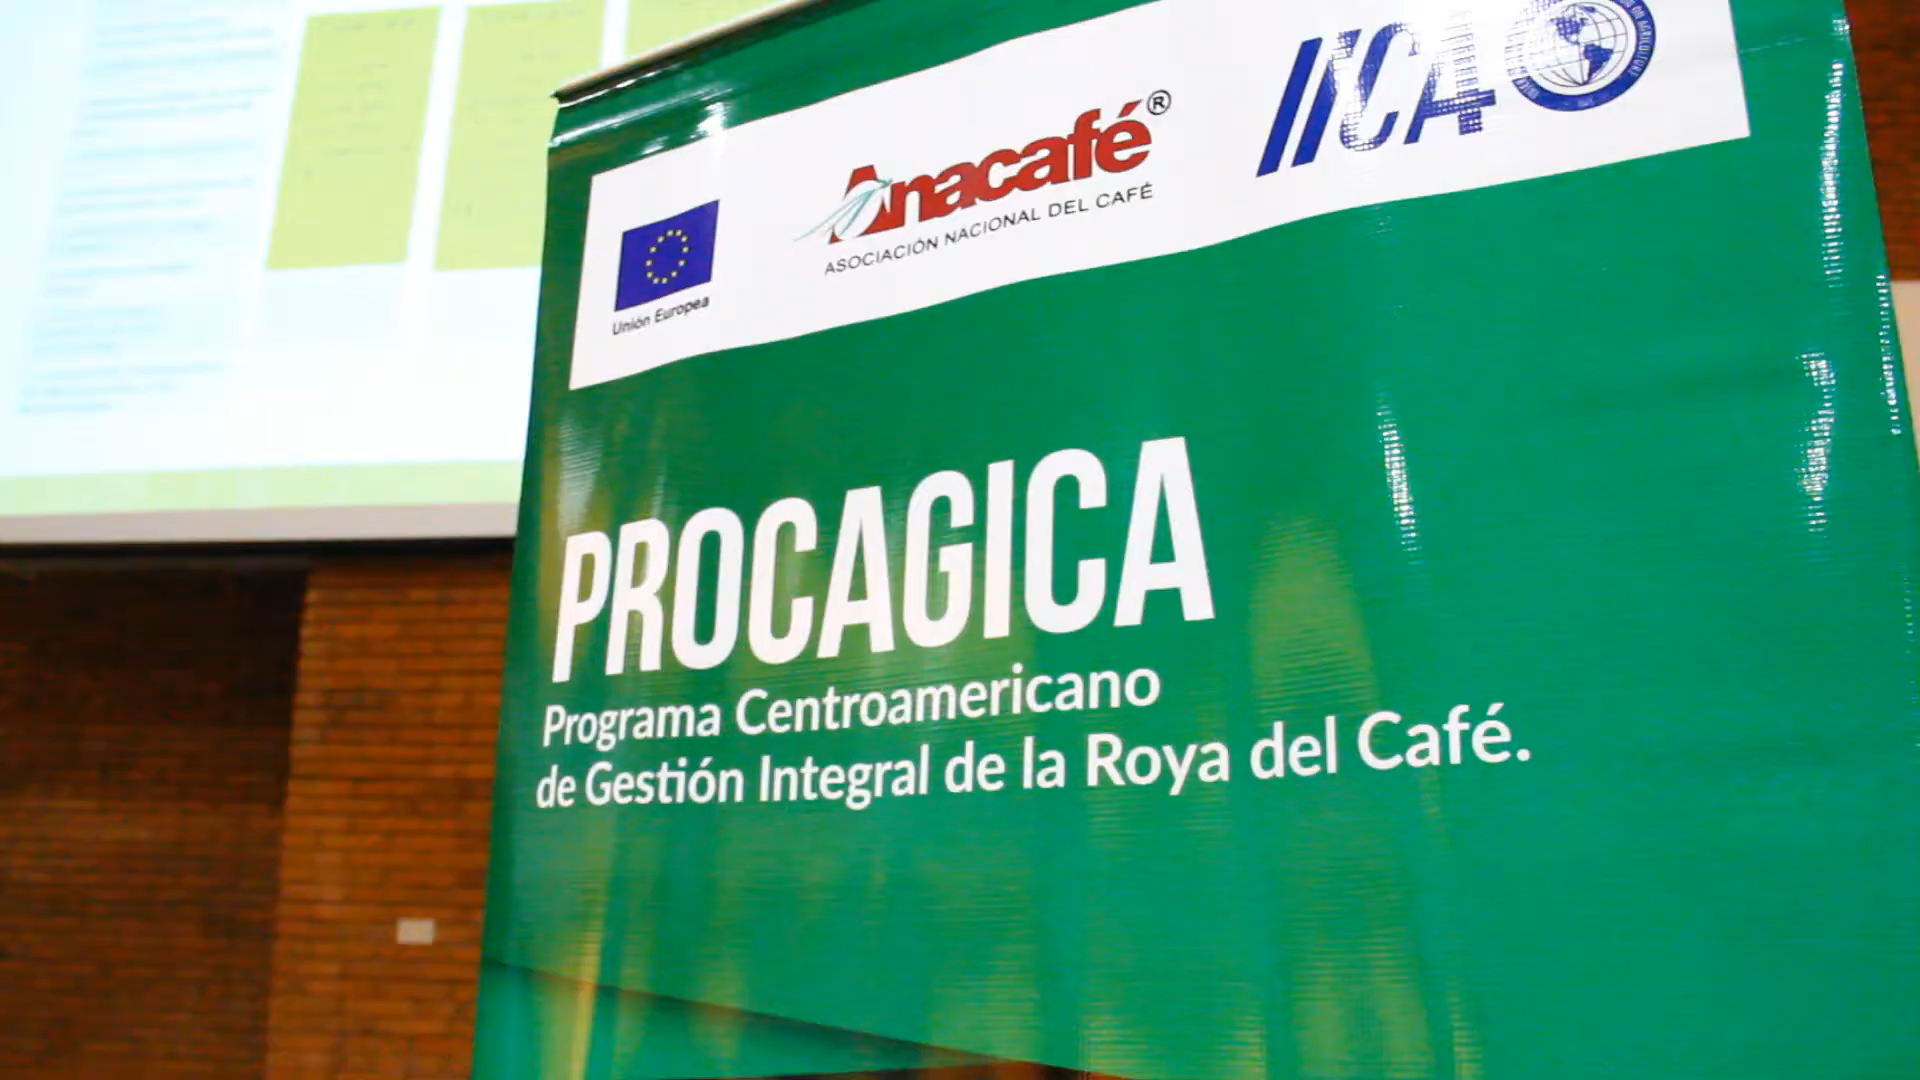 Unión Europea
Anacafé®
ASOCIACIÓN NACIONAL DEL CAFÉ
IICA
PROCAGICA
Programa Centroamericano
de Gestión Integral de la Roya del Café.